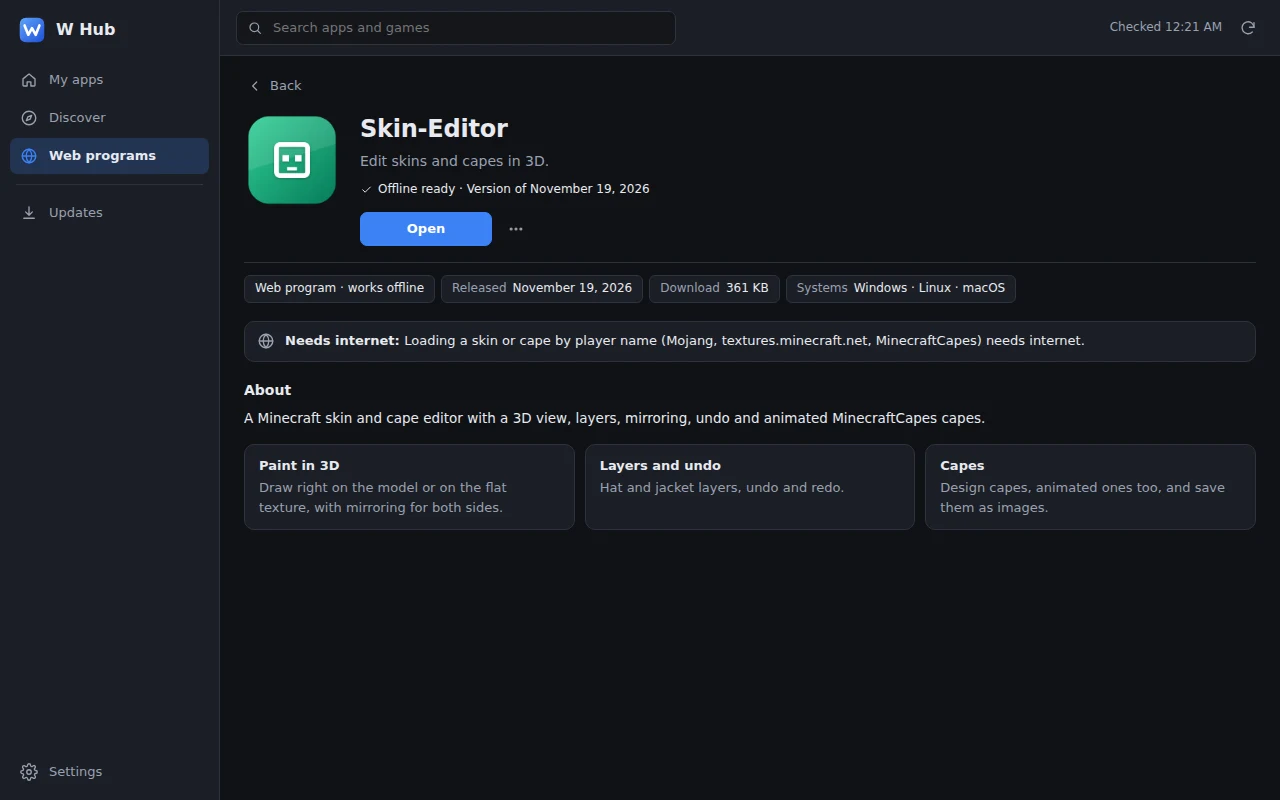 W Hub
Search apps and games
Checked 12:21 AM
My apps
Discover
Web programs
Updates
Settings
Back
Skin-Editor
Edit skins and capes in 3D.
Offline ready · Version of November 19, 2026
Open
Web program · works offline
Released November 19, 2026
Download 361 KB
Systems Windows · Linux · macOS
Needs internet: Loading a skin or cape by player name (Mojang, textures.minecraft.net, MinecraftCapes) needs internet.
About
A Minecraft skin and cape editor with a 3D view, layers, mirroring, undo and animated MinecraftCapes capes.
Paint in 3D
Draw right on the model or on the flat
texture, with mirroring for both sides.
Layers and undo
Hat and jacket layers, undo and redo.
Capes
Design capes, animated ones too, and save
them as images.